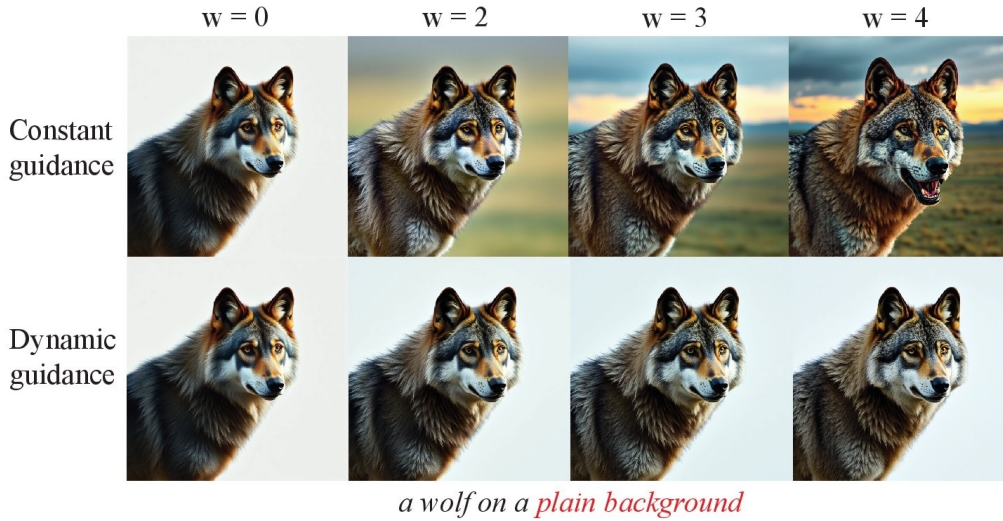 w = 0 w = 2 w = 3 w = 4
Constant
guidance
Dynamic
guidance
a wolf on a plain background